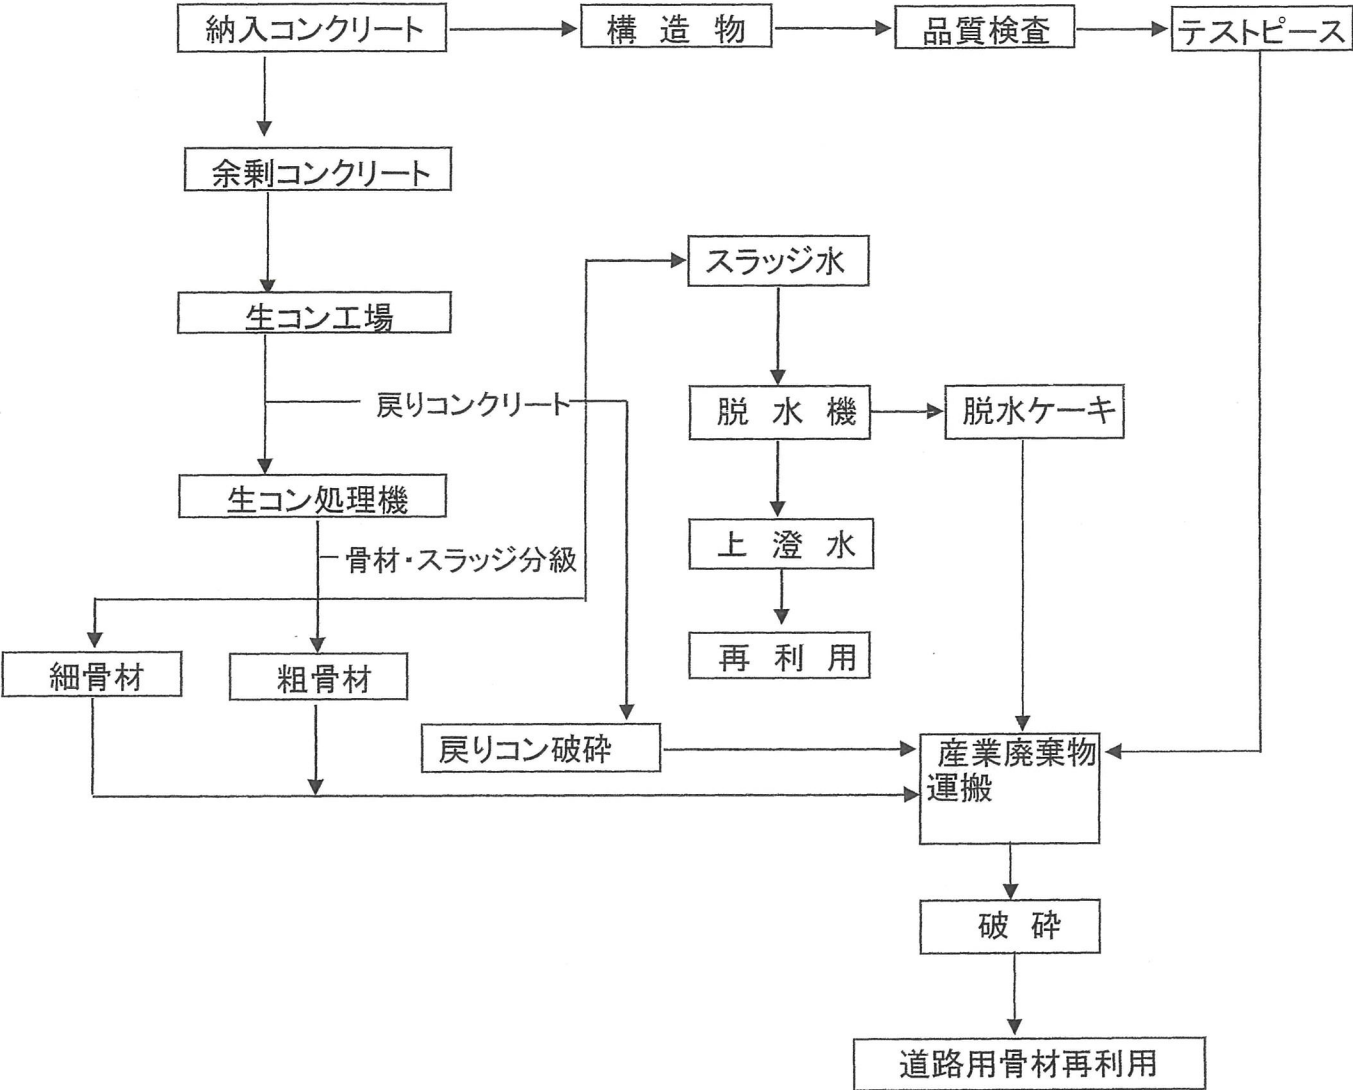 納入コンクリート
構造物
品質検査
テストピース
余剰コンクリート
スラッジ水
生コン工場
戻りコンクリート
脱水機
脱水ケーキ
生コン処理機
骨材・スラッジ分級
上澄水
再利用
細骨材
粗骨材
戻りコン破砕
産業廃棄物
運搬
破砕
道路用骨材再利用